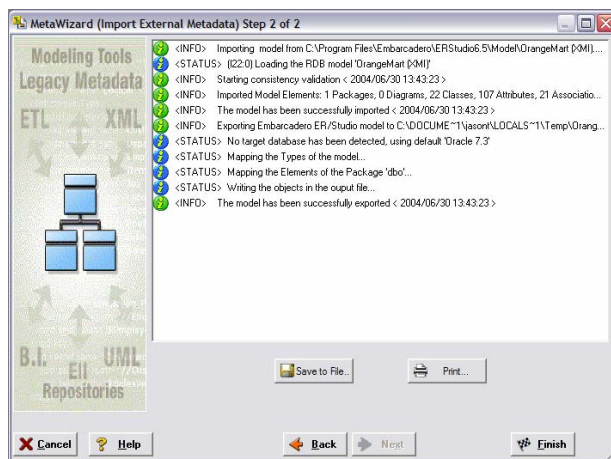 MetaWizard (Import External Metadata) Step 2 of 2
Modeling Tools
Legacy Metadata
ETL XML
B.I. EII UML
Repositories
<INFO> Importing model from C:\Program Files\Embarcadero\ERStudio6.5\Model\OrangeMart (XMI)....
<STATUS> (I22:0) Loading the RDB model 'OrangeMart (XMI)'
<INFO> Starting consistency validation < 2004/06/30 13:43:23 >
<INFO> Imported Model Elements: 1 Packages, 0 Diagrams, 22 Classes, 107 Attributes, 21 Associatio...
<INFO> The model has been successfully imported < 2004/06/30 13:43:23 >
<INFO> Exporting Embarcadero ER/Studio model to C:\DOCUME~1\jasont\LOCALS~1\Temp\Orang...
<STATUS> No target database has been detected, using default 'Oracle 7.3'
<STATUS> Mapping the Types of the model...
<STATUS> Mapping the Elements of the Package 'dbo'...
<STATUS> Writing the objects in the ouput file...
<INFO> The model has been successfully exported < 2004/06/30 13:43:23 >
Save to File..
Print...
Cancel
Help
Back
Next
Finish